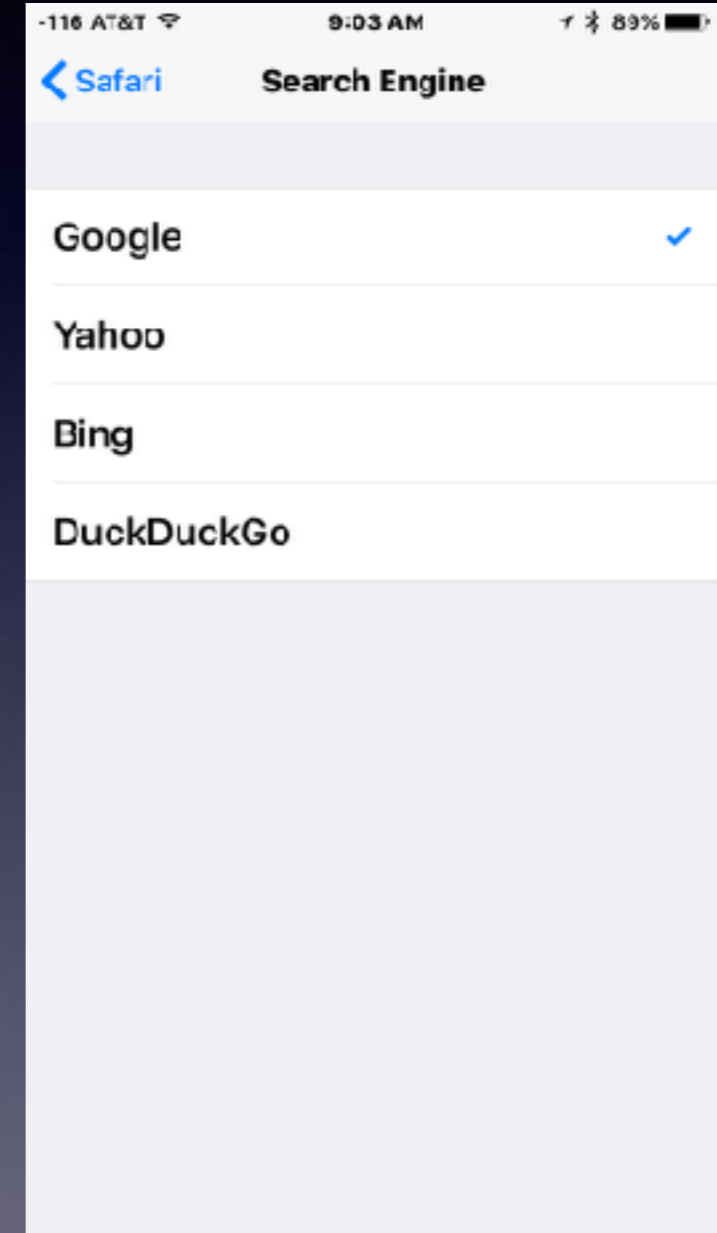 -116 AT&T 9:03 AM 89%
Safari Search Engine
Google
Yahoo
Bing
DuckDuckGo